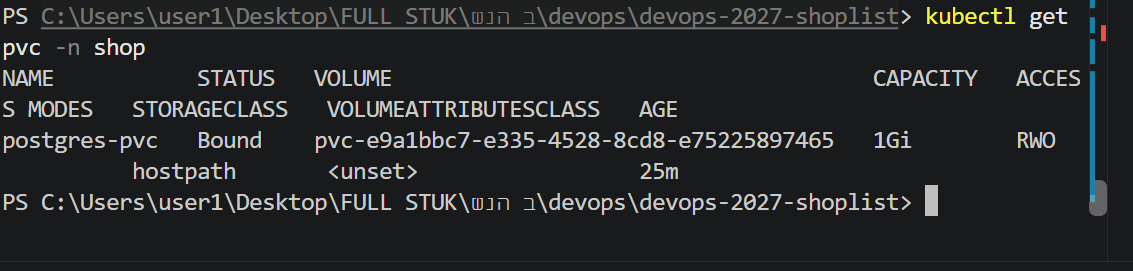 PS C:\Users\user1\Desktop\FULL STUK\שנה ב\devops\devops-2027-shoplist> kubectl get
pvc -n shop
NAME STATUS VOLUME CAPACITY ACCES
S MODES STORAGECLASS VOLUMEATTRIBUTESCLASS AGE
postgres-pvc Bound pvc-e9a1bbc7-e335-4528-8cd8-e75225897465 1Gi RWO
hostpath <unset> 25m
PS C:\Users\user1\Desktop\FULL STUK\שנה ב\devops\devops-2027-shoplist>